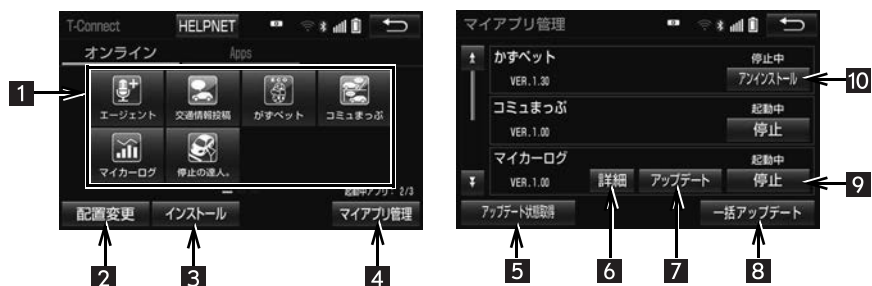 T-Connect HELPNET
オンライン Apps
1
エージェント 交通情報投稿 かずペット コミュまっぷ
マイカーログ 停止の達人。
起動中アプリ: 2/3
配置変更 インストール マイアプリ管理
2 3 4
マイアプリ管理
かずペット 停止中
VER.1.30 アンインストール 10
コミュまっぷ 起動中
VER.1.00 停止
マイカーログ 起動中
VER.1.00 詳細 アップデート 停止 9
アップデート状態取得 一括アップデート
5 6 7 8